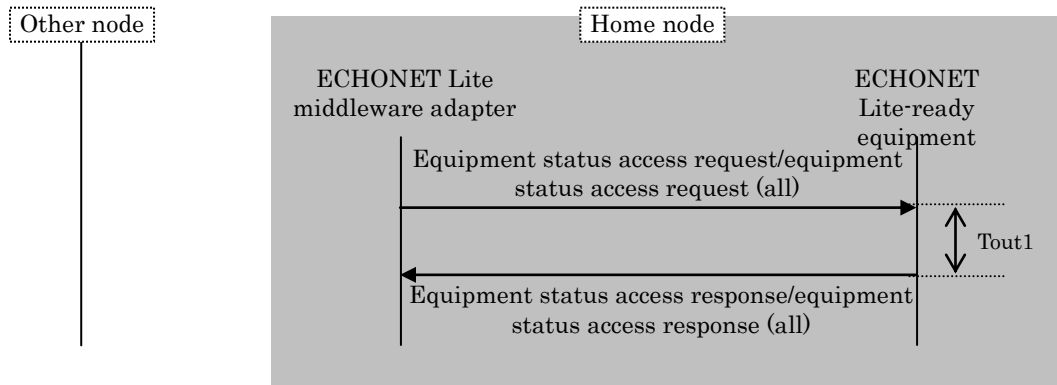 Other node
Home node
ECHONET Lite
middleware adapter
ECHONET
Lite-ready
equipment
Equipment status access request/equipment
status access request (all)
Tout1
Equipment status access response/equipment
status access response (all)